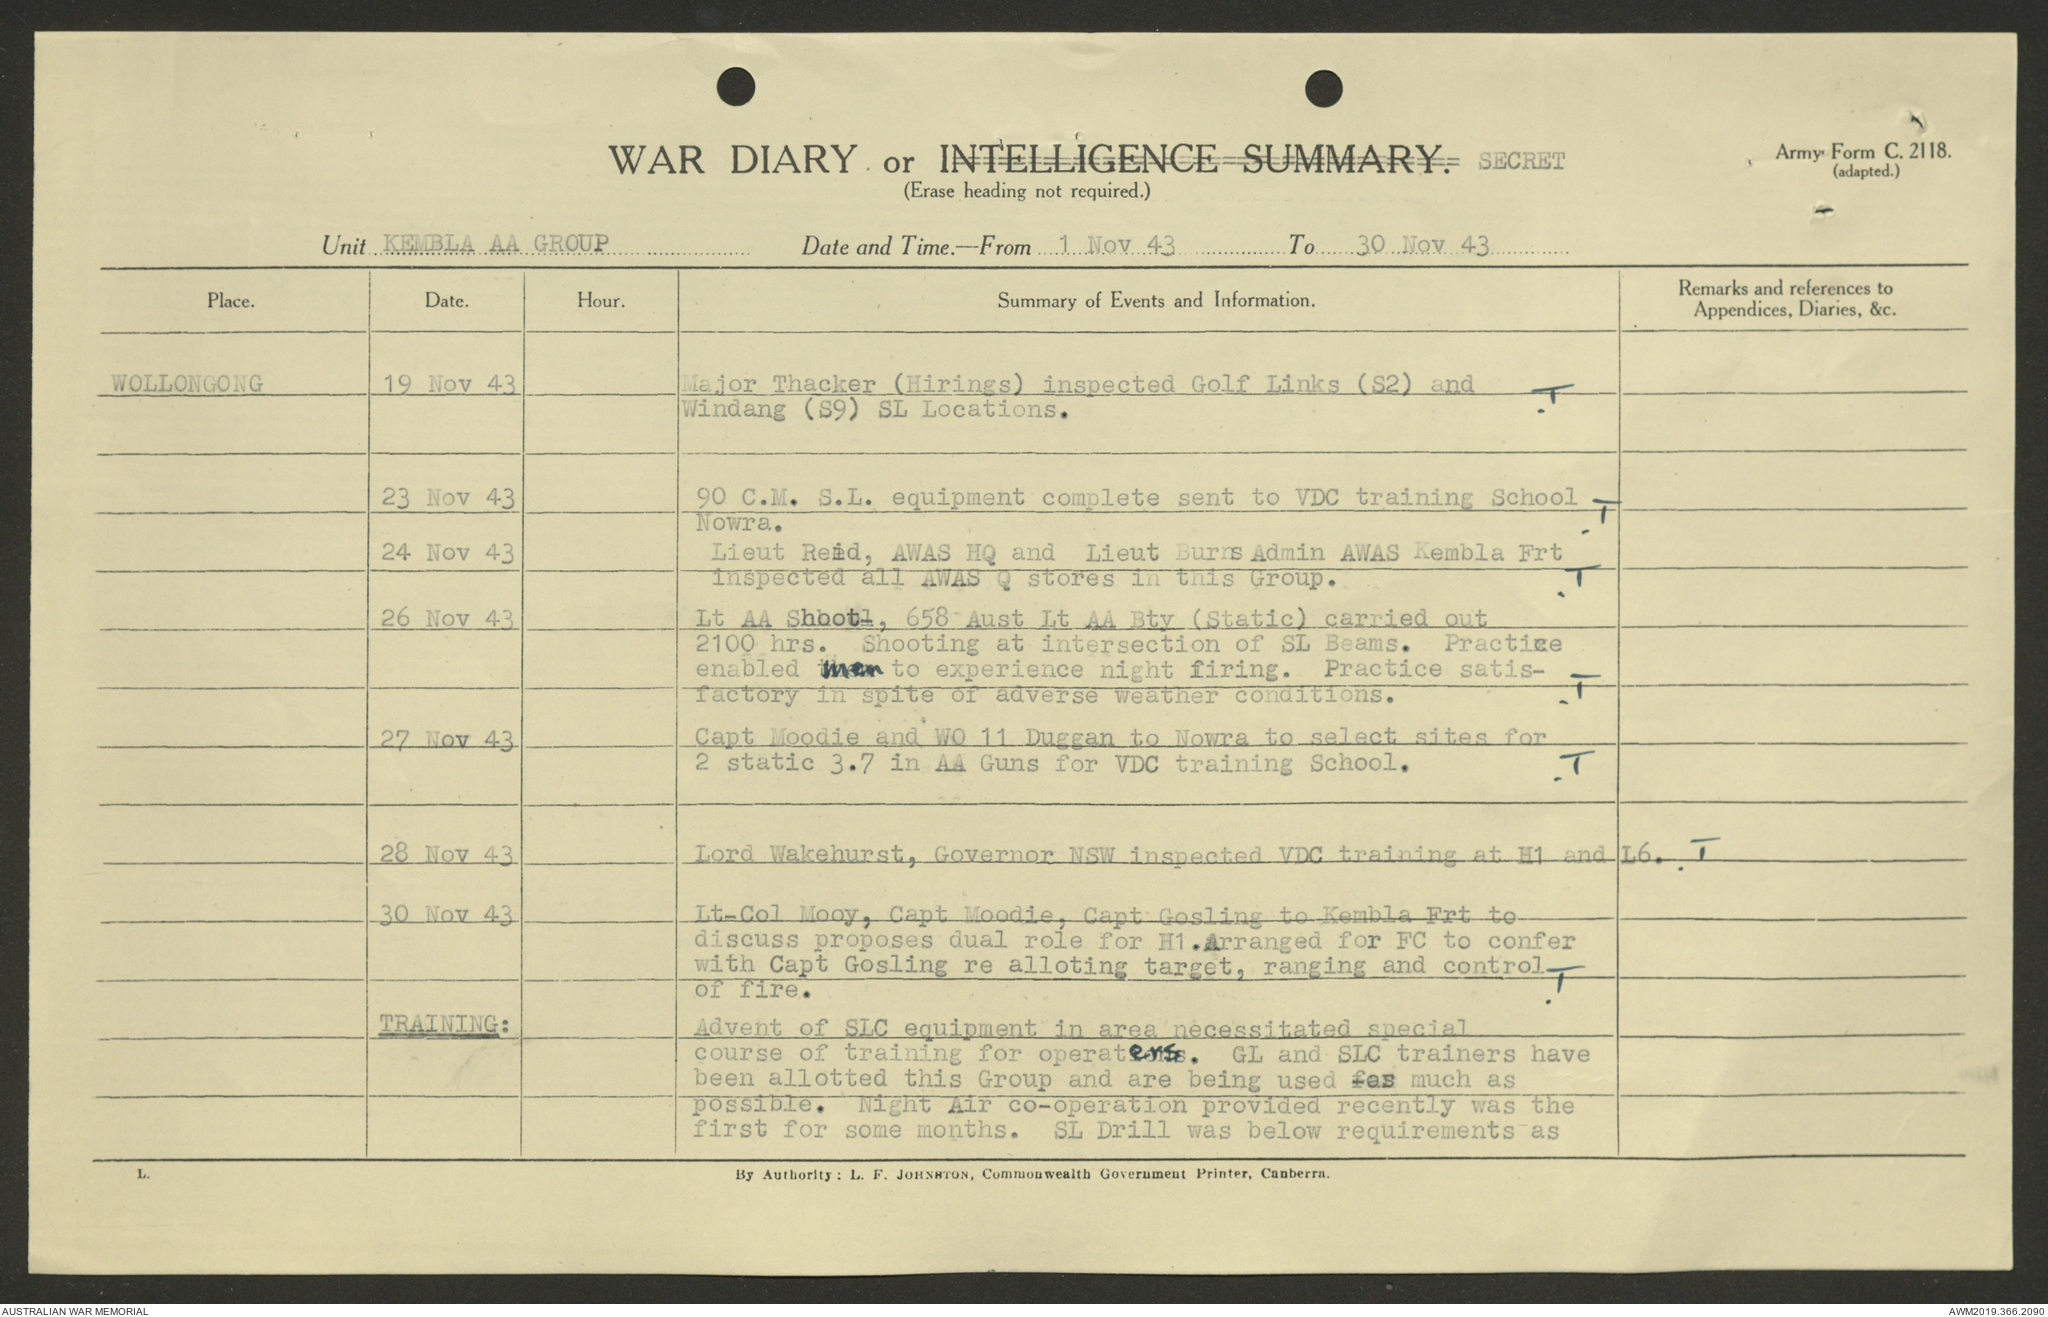 WAR DIARY or INTELLIGENCE SUMMARY. SECRET
Army Form C. 2118.
(adapted.)
(Erase heading not required.)
Unit KEMBLA AA GROUP Date and Time.—From 1 Nov 43 To 30 Nov 43
Place. Date. Hour. Summary of Events and Information. Remarks and references to
Appendices, Diaries, &c.
WOLLONGONG 19 Nov 43 Major Thacker (Hirings) inspected Golf Links (S2) and
Windang (S9) SL Locations. T
23 Nov 43 90 C.M. S.L. equipment complete sent to VDC training School
Nowra. T
24 Nov 43 Lieut Reid, AWAS HQ and Lieut Burns Admin AWAS Kembla Frt
inspected all AWAS Q stores in this Group. T
26 Nov 43 Lt AA Shoot, 658 Aust Lt AA Bty (Static) carried out
2100 hrs. Shooting at intersection of SL Beams. Practice
enabled men to experience night firing. Practice satis-
factory in spite of adverse weather conditions. T
27 Nov 43 Capt Moodie and WO 11 Duggan to Nowra to select sites for
2 static 3.7 in AA Guns for VDC training School. T
28 Nov 43 Lord Wakehurst, Governor NSW inspected VDC training at H1 and L6. T
30 Nov 43 Lt-Col Mooy, Capt Moodie, Capt Gosling to Kembla Frt to
discuss proposes dual role for H1. Arranged for FC to confer
with Capt Gosling re alloting target, ranging and control
of fire. T
TRAINING: Advent of SLC equipment in area necessitated special
course of training for operaters. GL and SLC trainers have
been allotted this Group and are being used as much as
possible. Night Air co-operation provided recently was the
first for some months. SL Drill was below requirements as
L. By Authority: L. F. JOHNSTON, Commonwealth Government Printer, Canberra.
AUSTRALIAN WAR MEMORIAL AWM2019.366.2090